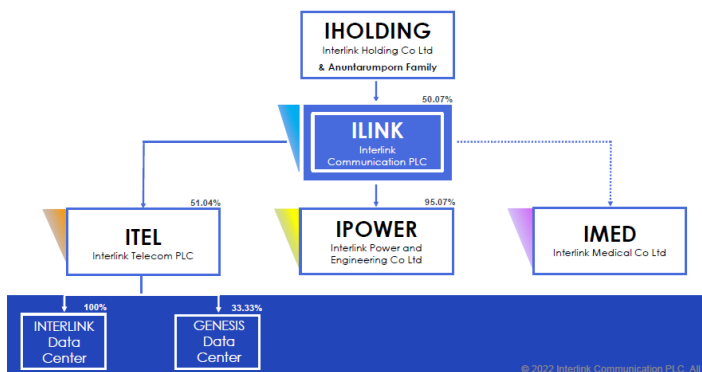 IHOLDING
Interlink Holding Co Ltd
& Anuntarumporn Family
50.07%
ILINK
Interlink
Communication PLC
51.04%
95.07%
ITEL
Interlink Telecom PLC
IPOWER
Interlink Power and
Engineering Co Ltd
IMED
Interlink Medical Co Ltd
100%
33.33%
INTERLINK
Data
Center
GENESIS
Data
Center
© 2022 Interlink Communication PLC, All